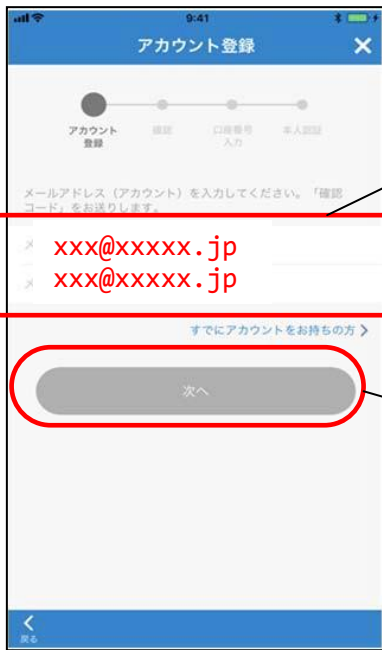 9:41
アカウント登録
アカウント
登録
確認
口座番号
入力
本人認証
メールアドレス（アカウント）を入力してください。「確認
コード」をお送りします。
xxx@xxxxx.jp
xxx@xxxxx.jp
すでにアカウントをお持ちの方
次へ
戻る